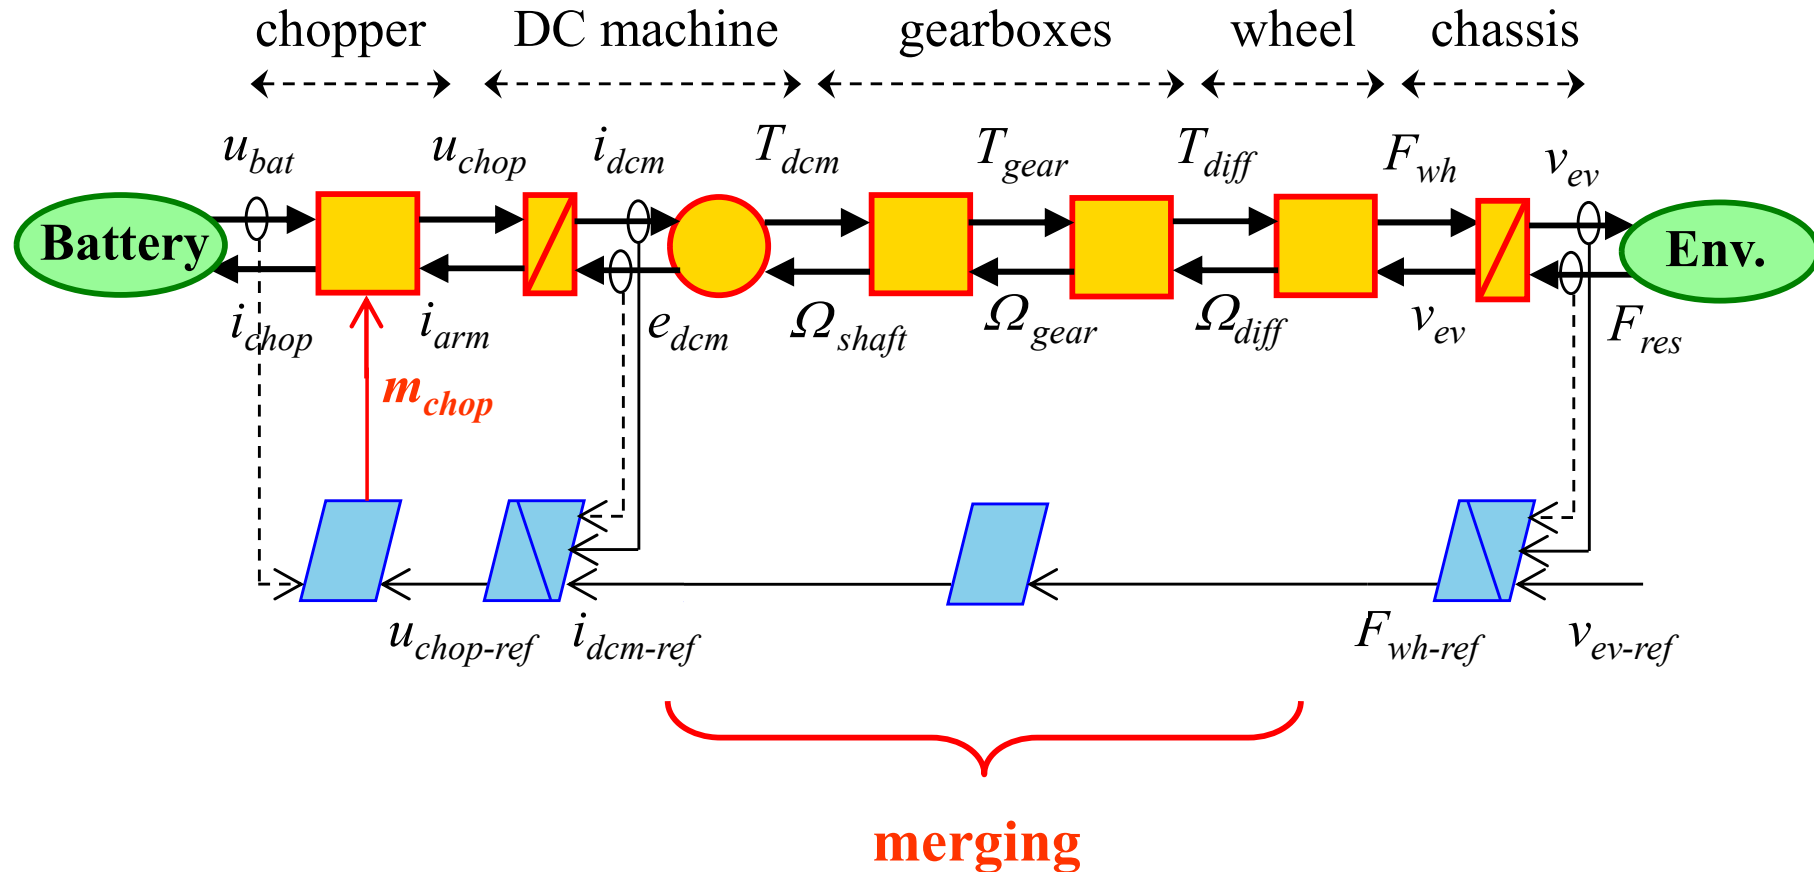 chopper DC machine gearboxes wheel chassis
u_bat u_chop i_dcm T_dcm T_gear T_diff F_wh v_ev
Battery Env.
i_chop i_arm e_dcm Ω_shaft Ω_gear Ω_diff v_ev F_res
m_chop
u_chop-ref i_dcm-ref F_wh-ref v_ev-ref
merging